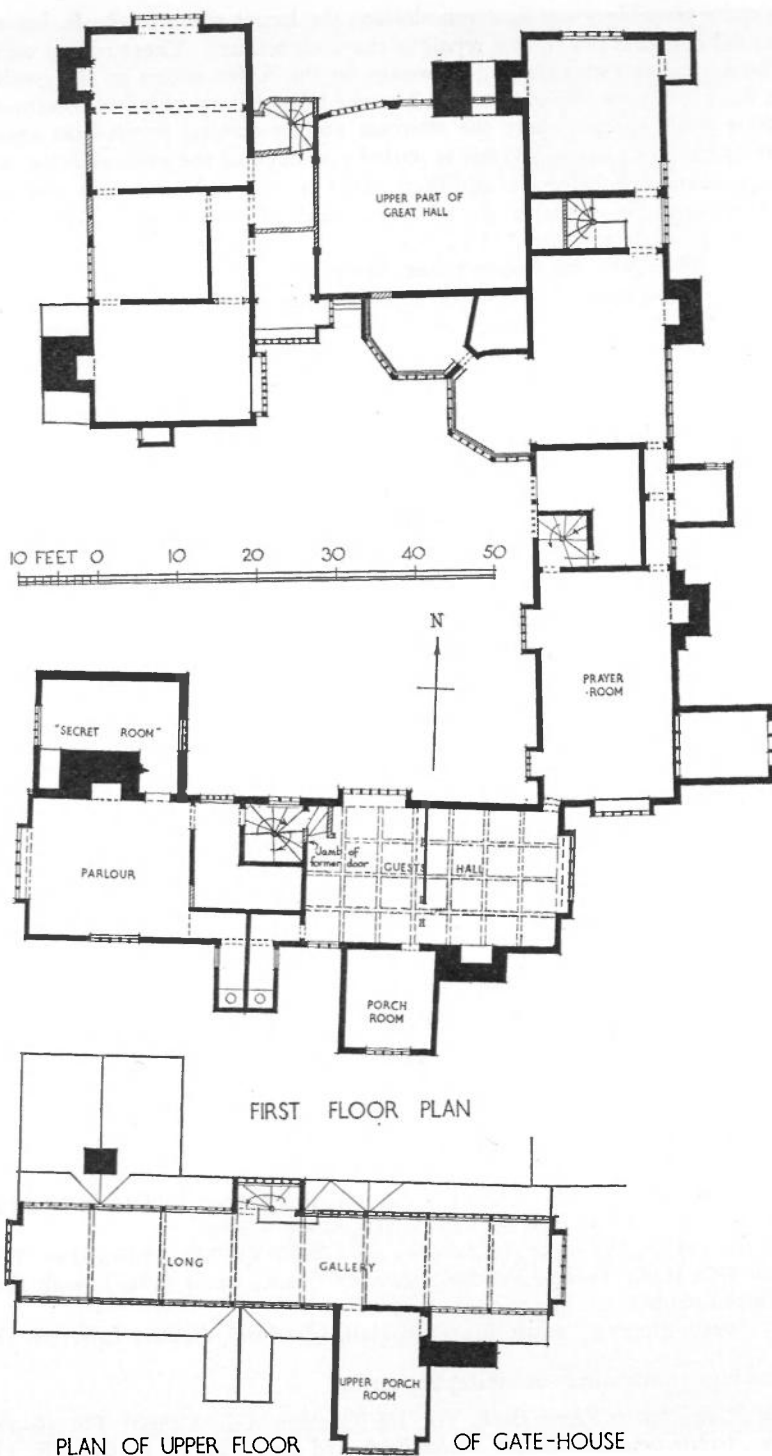 UPPER PART OF
GREAT HALL
10 FEET 0 10 20 30 40 50
N
PRAYER
-ROOM
"SECRET ROOM"
PARLOUR
Jamb of
former door
GUESTS HALL
PORCH
ROOM
FIRST FLOOR PLAN
LONG GALLERY
UPPER PORCH
ROOM
PLAN OF UPPER FLOOR OF GATE-HOUSE